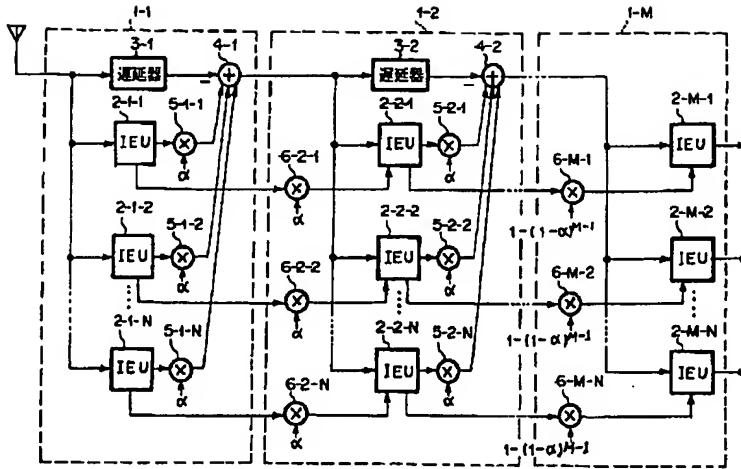 1-1
1-2
1-M
3-1
4-1
3-2
4-2
遅延器
遅延器
2-1-1
5-1-1
2-2-1
5-2-1
2-M-1
IEU
IEU
IEU
6-2-1
6-M-1
α
α
α
α
1-(1-α)M-1
2-1-2
5-1-2
2-2-2
5-2-2
2-M-2
IEU
IEU
IEU
6-2-2
6-M-2
α
α
α
α
1-(1-α)M-1
2-1-N
5-1-N
2-2-N
5-2-N
2-M-N
IEU
IEU
IEU
6-2-N
6-M-N
α
α
α
α
1-(1-α)M-1